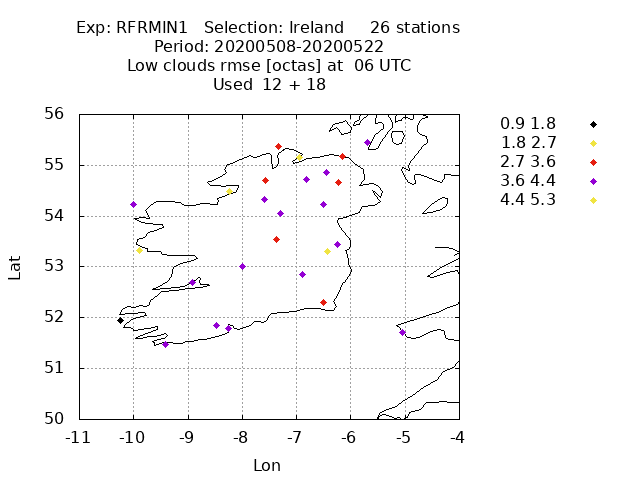 Exp: RFRMIN1 Selection: Ireland 26 stations
Period: 20200508-20200522
Low clouds rmse [octas] at 06 UTC
Used 12 + 18
0.9 1.8
1.8 2.7
2.7 3.6
3.6 4.4
4.4 5.3
56
55
54
53
52
51
50
Lat
-11 -10 -9 -8 -7 -6 -5 -4
Lon